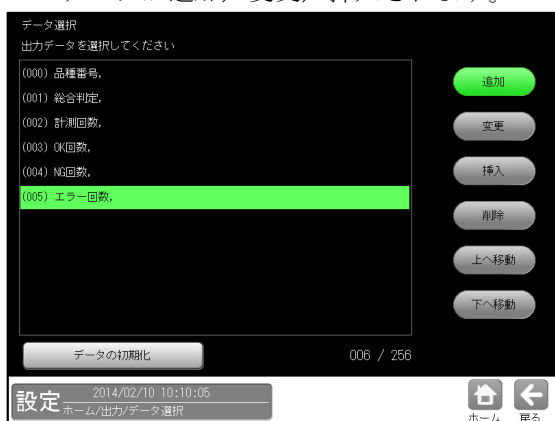 データ選択
出力データを選択してください
(000) 品種番号,
(001) 総合判定,
(002) 計測回数,
(003) OK回数,
(004) NG回数,
(005) エラー回数,
追加
変更
挿入
削除
上へ移動
下へ移動
データの初期化
006 / 256
設定
2014/02/10 10:10:05
ホーム/出力/データ選択
ホーム
戻る